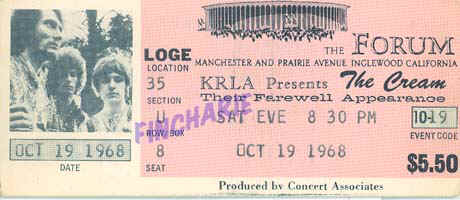 LOGE
LOCATION
THE FORUM
MANCHESTER AND PRAIRIE AVENUE INGLEWOOD CALIFORNIA
35
SECTION
KRLA Presents The Cream
Their Farewell Appearance
U
ROW/BOX
SAT EVE 8 30 PM
10-19
EVENT CODE
OCT 19 1968
DATE
8
SEAT
OCT 19 1968
$5.50
Produced by Concert Associates